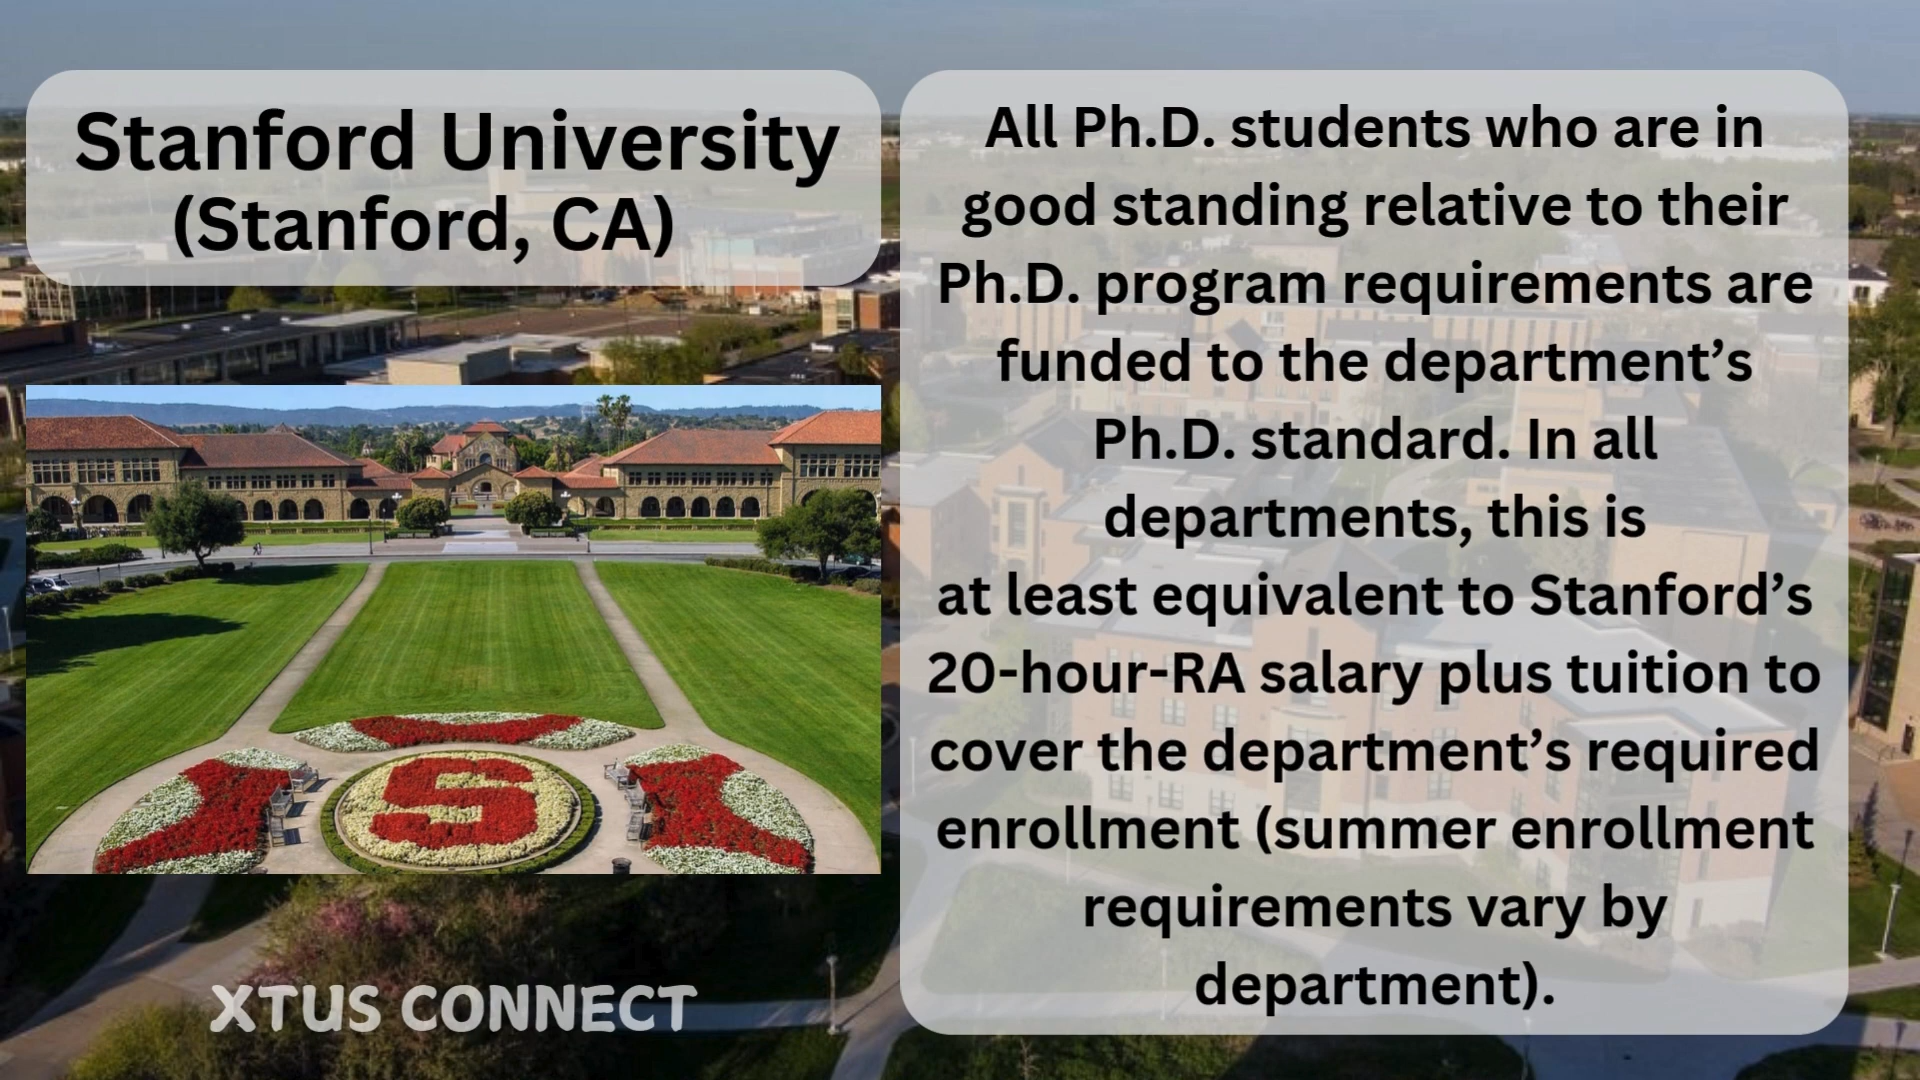 Stanford University
(Stanford, CA)
All Ph.D. students who are in
good standing relative to their
Ph.D. program requirements are
funded to the department’s
Ph.D. standard. In all
departments, this is
at least equivalent to Stanford’s
20-hour-RA salary plus tuition to
cover the department’s required
enrollment (summer enrollment
requirements vary by
department).
S
XTUS CONNECT